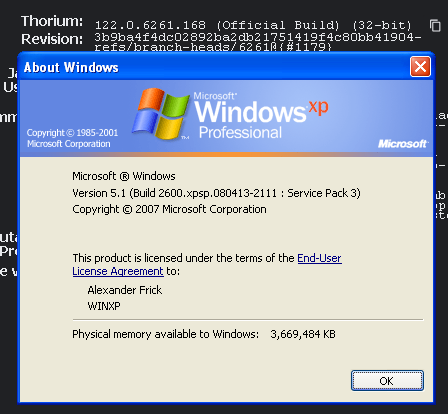 Thorium: 122.0.6261.168 (Official Build) (32-bit)
Revision: 3b9ba4f4dc02892ba2db21751419f4c80bb41904-
refs/branch-heads/6261@{#1179}
About Windows
Microsoft®
Windows xp
Professional
Copyright © 1985-2001
Microsoft Corporation
Microsoft
Microsoft ® Windows
Version 5.1 (Build 2600.xpsp.080413-2111 : Service Pack 3)
Copyright © 2007 Microsoft Corporation
This product is licensed under the terms of the End-User
License Agreement to:
Alexander Frick
WINXP
Physical memory available to Windows: 3,669,484 KB
OK